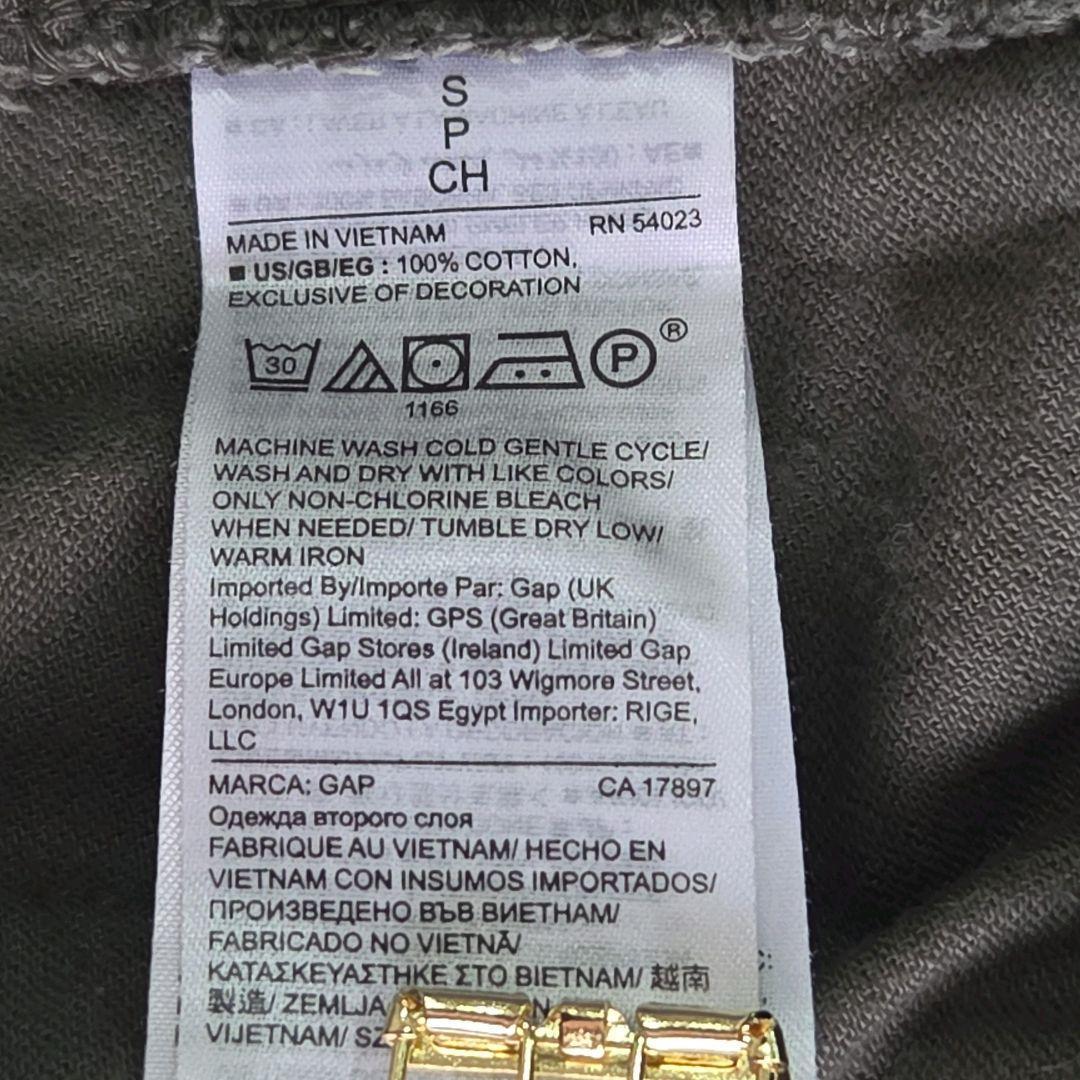 S
P
CH
MADE IN VIETNAM RN 54023
■ US/GB/EG : 100% COTTON,
EXCLUSIVE OF DECORATION
30 P ®
1166
MACHINE WASH COLD GENTLE CYCLE/
WASH AND DRY WITH LIKE COLORS/
ONLY NON-CHLORINE BLEACH
WHEN NEEDED/ TUMBLE DRY LOW/
WARM IRON
Imported By/Importe Par: Gap (UK
Holdings) Limited: GPS (Great Britain)
Limited Gap Stores (Ireland) Limited Gap
Europe Limited All at 103 Wigmore Street,
London, W1U 1QS Egypt Importer: RIGE,
LLC
MARCA: GAP CA 17897
Одежда второго слоя
FABRIQUE AU VIETNAM/ HECHO EN
VIETNAM CON INSUMOS IMPORTADOS/
ПРОИЗВЕДЕНО ВЪВ ВИЕТНАМ/
FABRICADO NO VIETNÃ/
ΚΑΤΑΣΚΕΥΑΣΤΗΚΕ ΣΤΟ ΒΙΕΤΝΑΜ/ 越南
製造/ ZEMLJA
VIJETNAM/